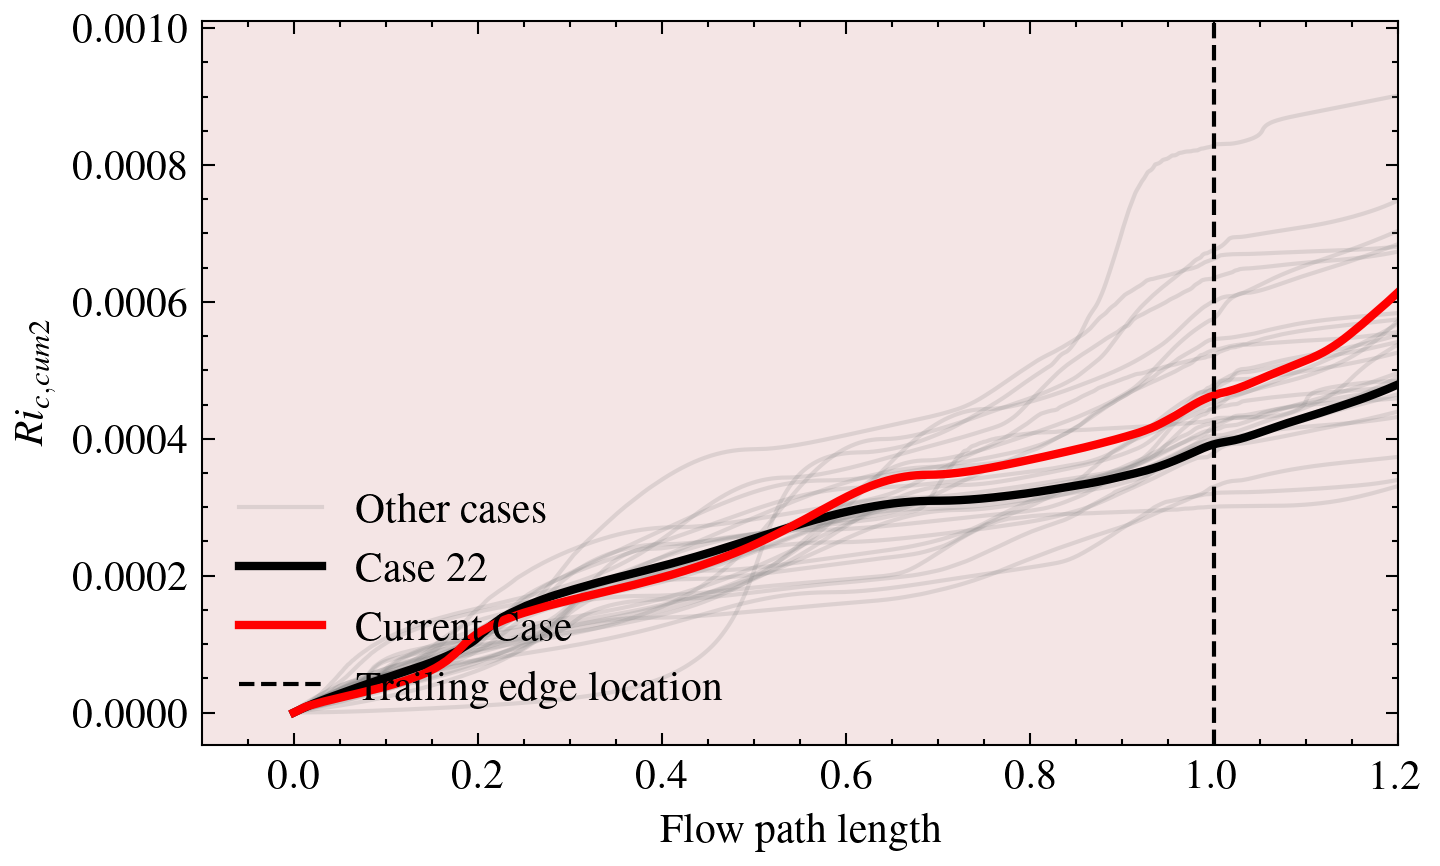 0.0010
0.0008
0.0006
0.0004
0.0002
0.0000
Ri_{c,cum2}
Other cases
Case 22
Current Case
Trailing edge location
0.0 0.2 0.4 0.6 0.8 1.0 1.2
Flow path length